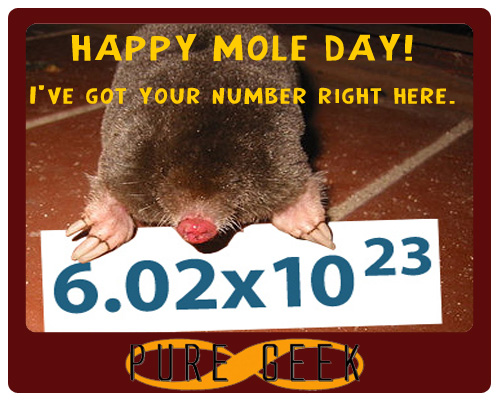 HAPPY MOLE DAY!
I'VE GOT YOUR NUMBER RIGHT HERE.
6.02x10²³
PURE GEEK